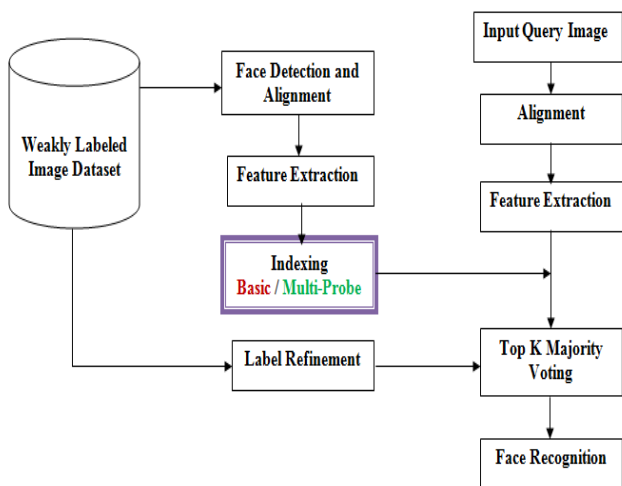 Weakly Labeled
Image Dataset
Face Detection and
Alignment
Feature Extraction
Indexing
Basic / Multi-Probe
Label Refinement
Input Query Image
Alignment
Feature Extraction
Top K Majority
Voting
Face Recognition